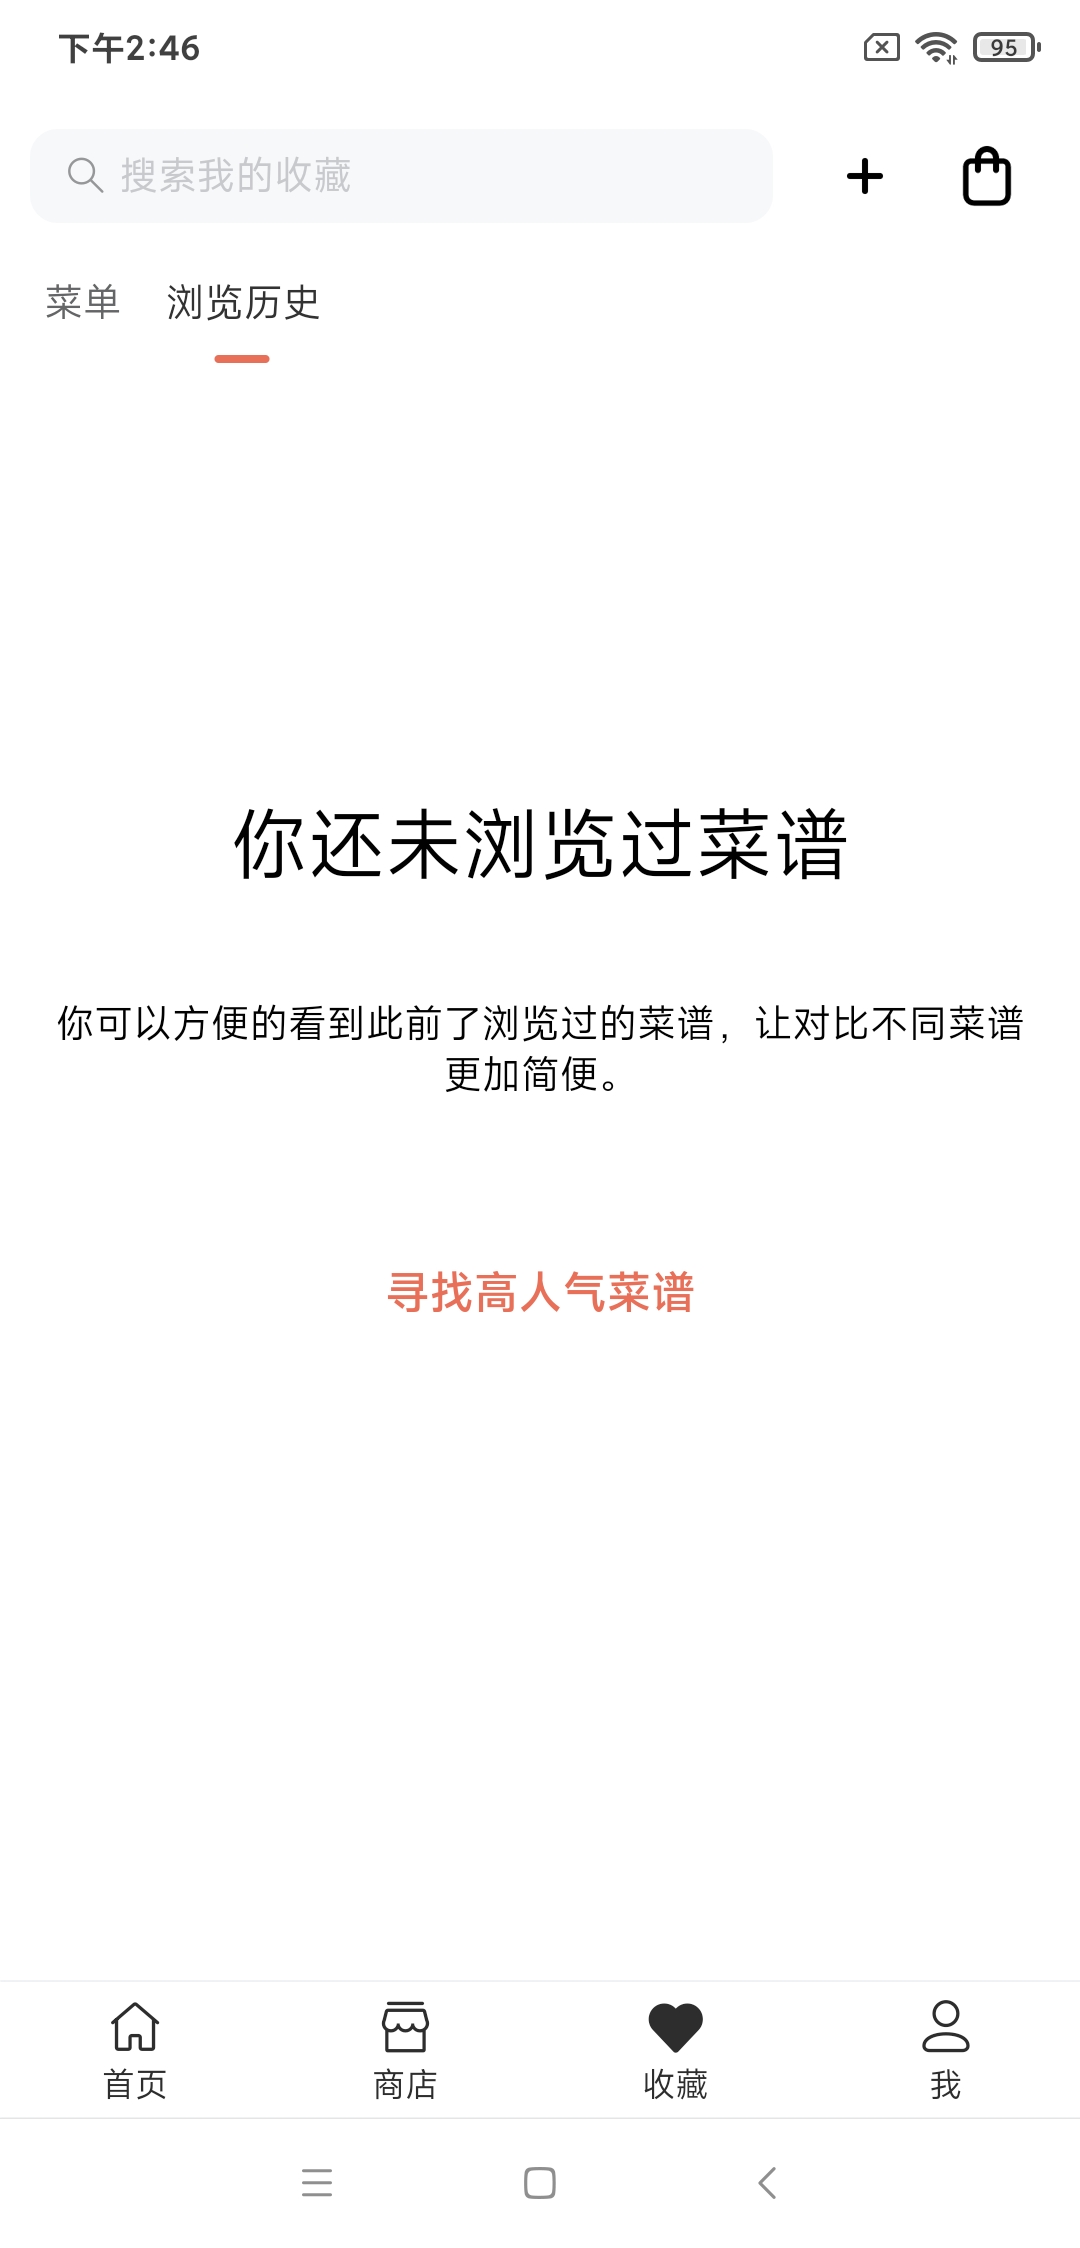 下午2:46
95
搜索我的收藏
菜单 浏览历史
你还未浏览过菜谱
你可以方便的看到此前了浏览过的菜谱，让对比不同菜谱
更加简便。
寻找高人气菜谱
首页 商店 收藏 我